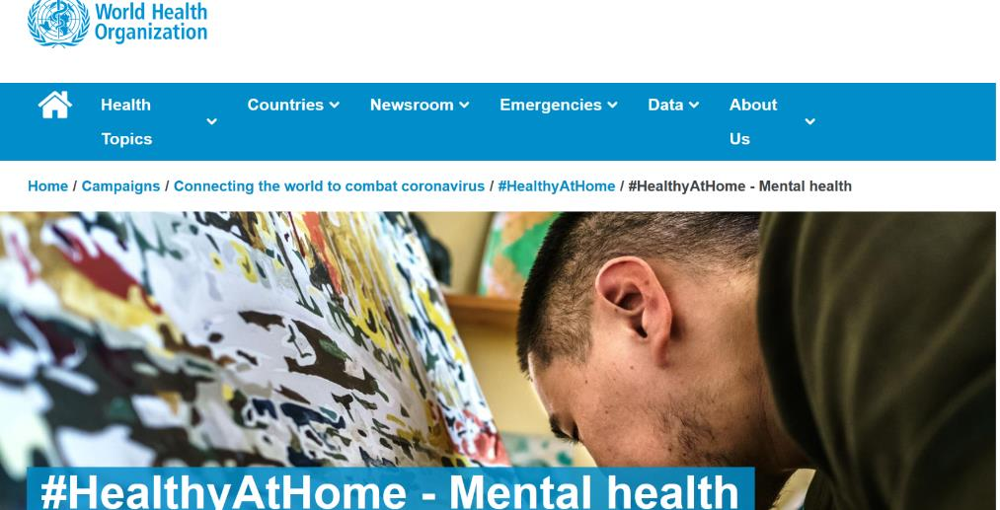 World Health
Organization
Health
Topics
Countries
Newsroom
Emergencies
Data
About
Us
Home / Campaigns / Connecting the world to combat coronavirus / #HealthyAtHome / #HealthyAtHome - Mental health
#HealthyAtHome - Mental health